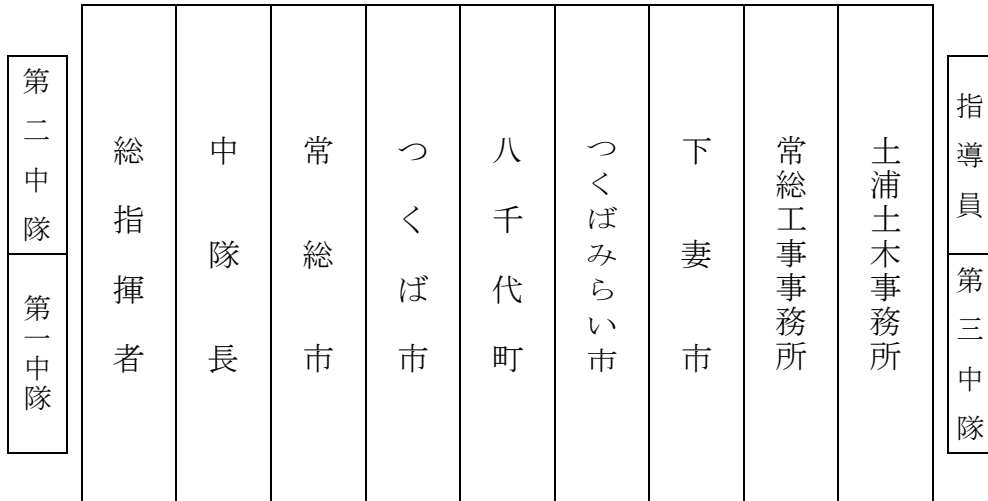 指導員
第三中隊
土浦土木事務所
常総工事事務所
下妻市
つくばみらい市
八千代町
つくば市
常総市
中隊長
総指揮者
第二中隊
第一中隊